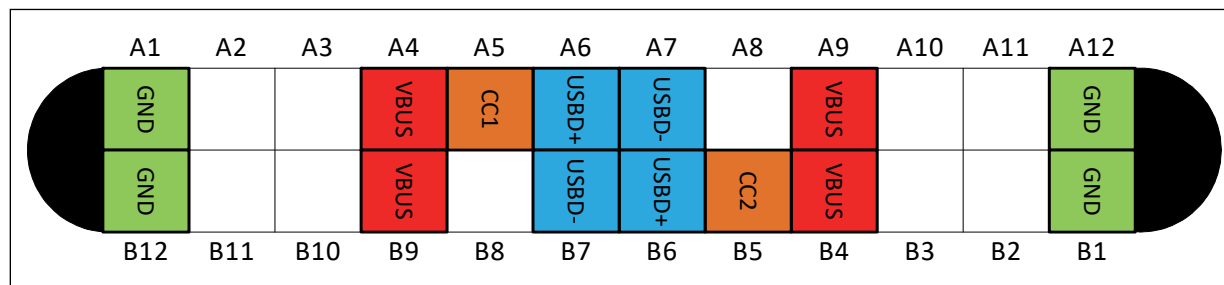 A1 A2 A3 A4 A5 A6 A7 A8 A9 A10 A11 A12
GND VBUS CC1 USBD+ USBD- VBUS GND
GND VBUS USBD- USBD+ CC2 VBUS GND
B12 B11 B10 B9 B8 B7 B6 B5 B4 B3 B2 B1